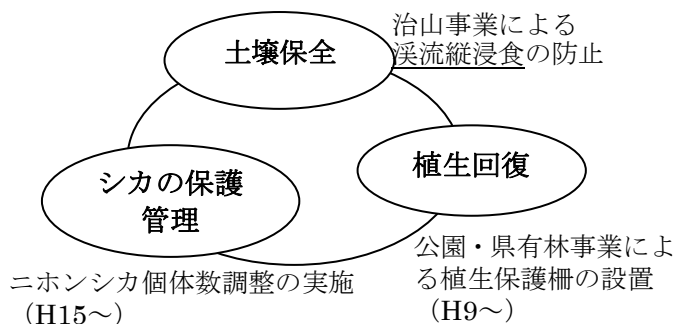 土壌保全
治山事業による
渓流縦浸食の防止
植生回復
シカの保護
管理
公園・県有林事業によ
る植生保護柵の設置
（H9～）
ニホンシカ個体数調整の実施
（H15～）